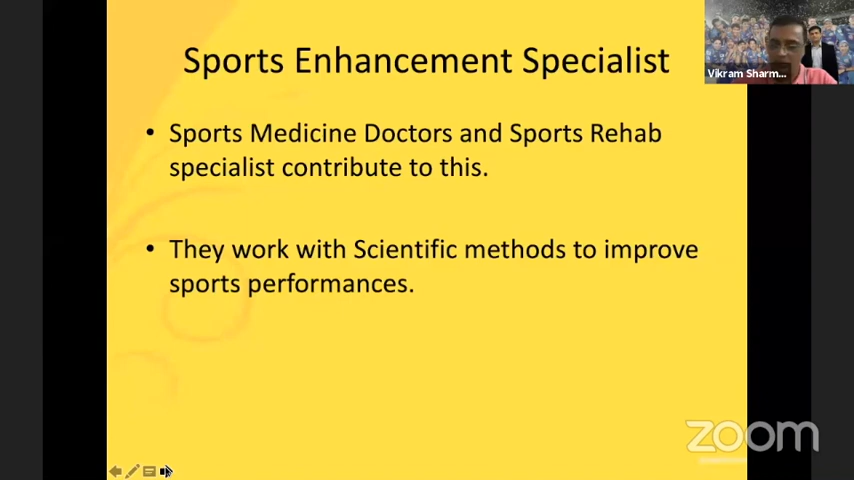 Sports Enhancement Specialist
Vikram Sharm...
• Sports Medicine Doctors and Sports Rehab
specialist contribute to this.
• They work with Scientific methods to improve
sports performances.
zoom